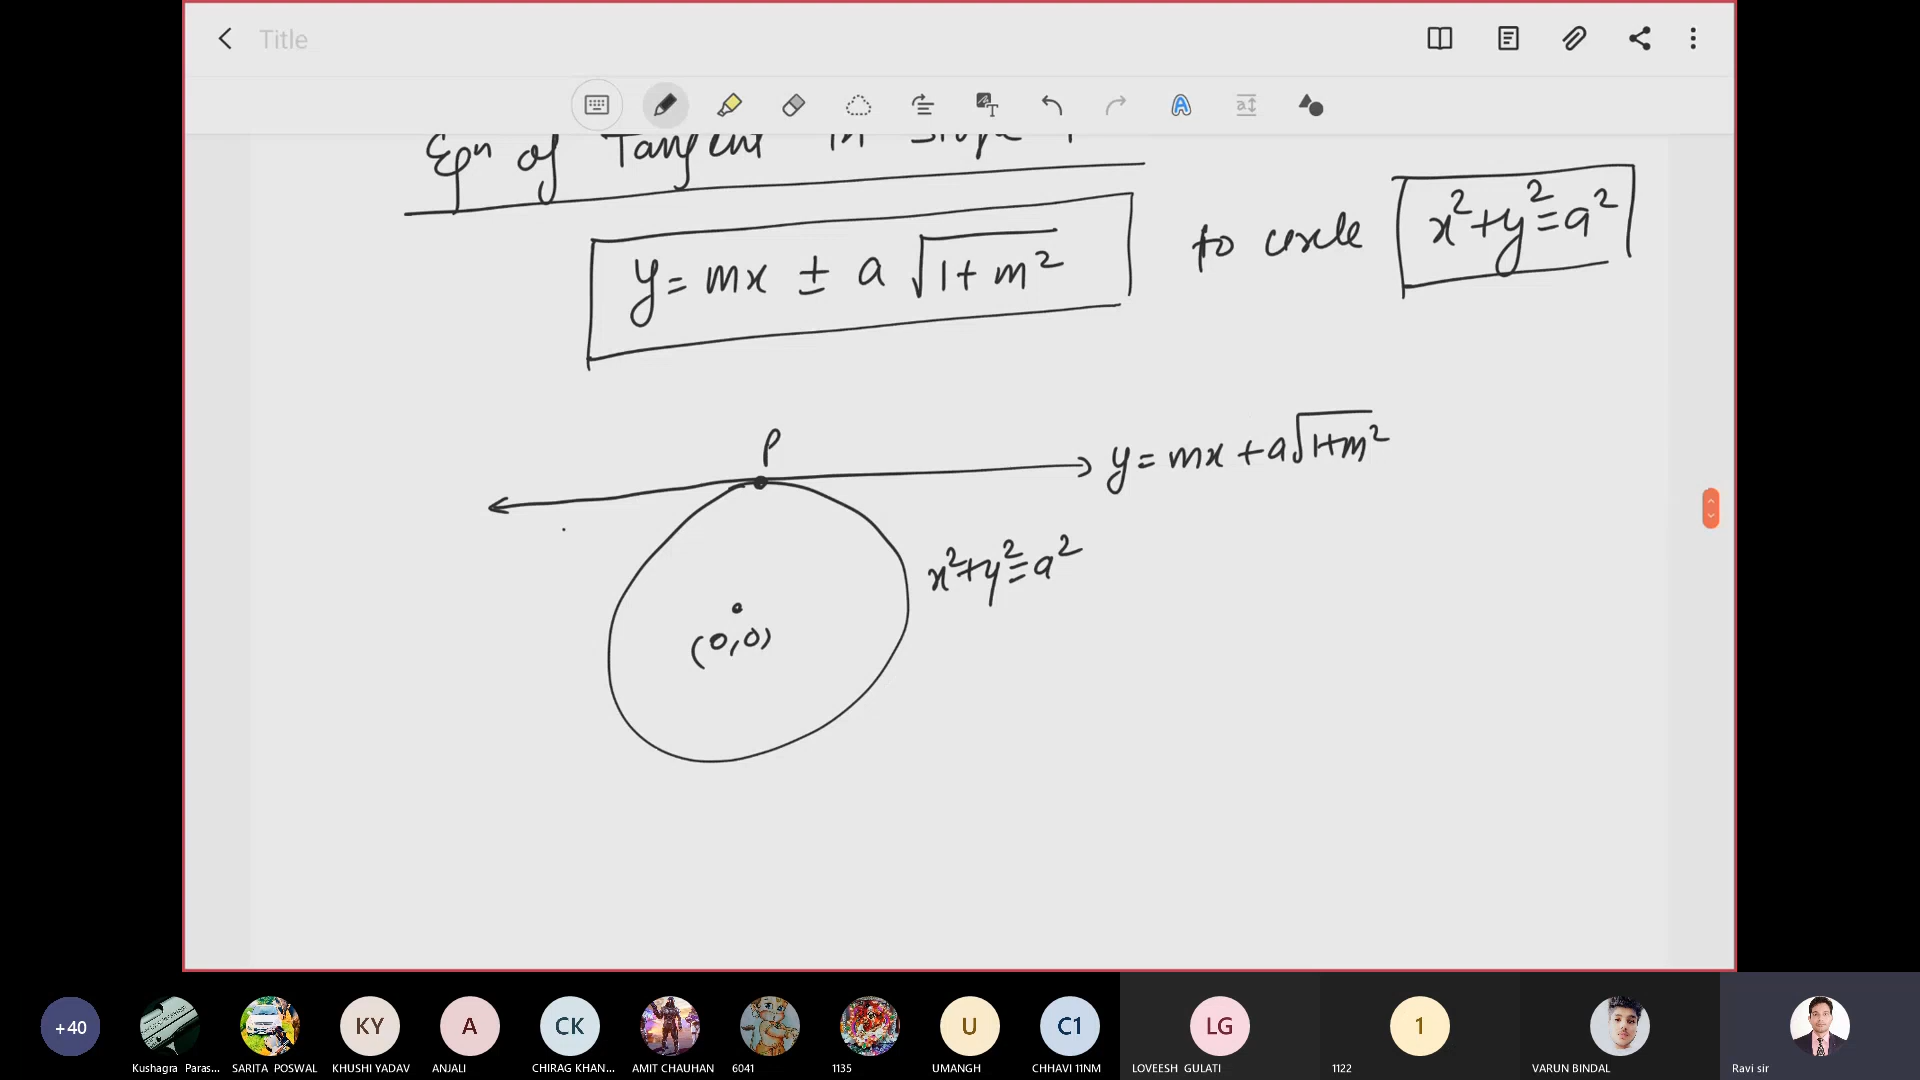 Title
Eqn of Tangent in Slope
y = mx ± a √1+m² to circle x²+y²=a²
P
y = mx + a√1+m²
x²+y²=a²
(0,0)
+40
KY
A
CK
U
C1
LG
1
Kushagra Paras...
SARITA POSWAL
KHUSHI YADAV
ANJALI
CHIRAG KHAN...
AMIT CHAUHAN
6041
1135
UMANGH
CHHAVI 11NM
LOVEESH GULATI
1122
VARUN BINDAL
Ravi sir